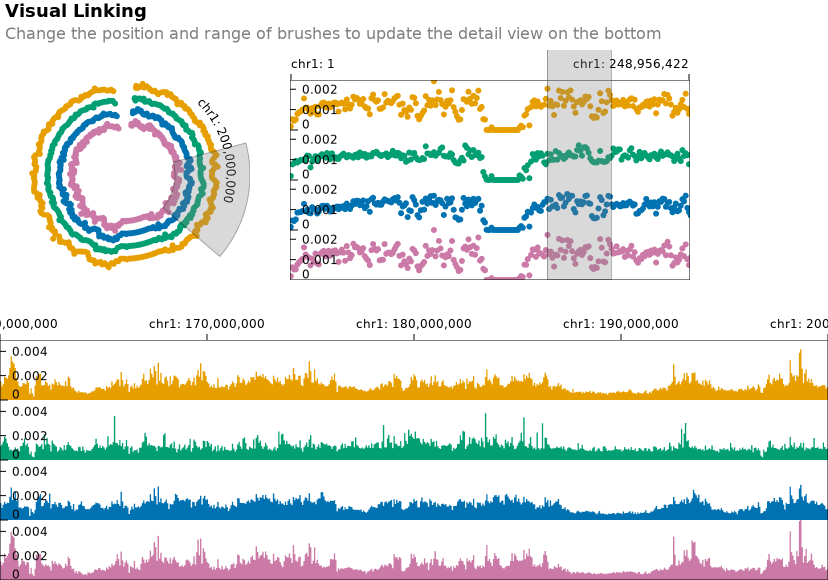 Visual Linking
Change the position and range of brushes to update the detail view on the bottom
chr1: 200,000,000
chr1: 1
chr1: 248,956,422
0.002
0.001
0
0.002
0.001
0
0.002
0.001
0
0.002
0.001
0
0,000,000
chr1: 170,000,000
chr1: 180,000,000
chr1: 190,000,000
chr1: 200
0.004
0.002
0
0.004
0.002
0
0.004
0.002
0
0.004
0.002
0